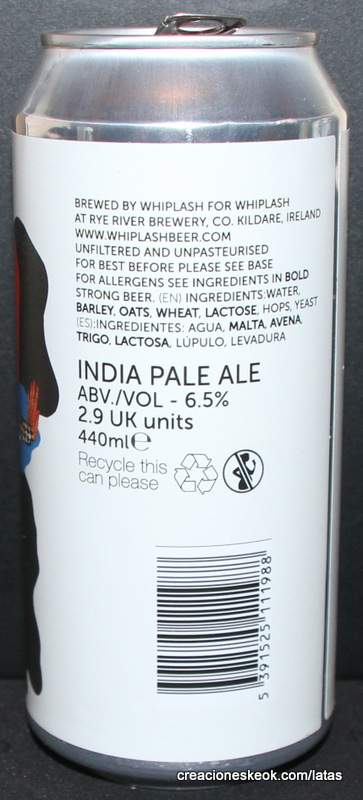 BREWED BY WHIPLASH FOR WHIPLASH
AT RYE RIVER BREWERY, CO. KILDARE, IRELAND
WWW.WHIPLASHBEER.COM
UNFILTERED AND UNPASTEURISED
FOR BEST BEFORE PLEASE SEE BASE
FOR ALLERGENS SEE INGREDIENTS IN BOLD
STRONG BEER. (EN) INGREDIENTS:WATER,
BARLEY, OATS, WHEAT, LACTOSE, HOPS, YEAST
(ES):INGREDIENTES: AGUA, MALTA, AVENA,
TRIGO, LACTOSA, LÚPULO, LEVADURA
INDIA PALE ALE
ABV./VOL - 6.5%
2.9 UK units
440ml℮
Recycle this
can please
5 391525 111988
creacioneskeok.com/latas